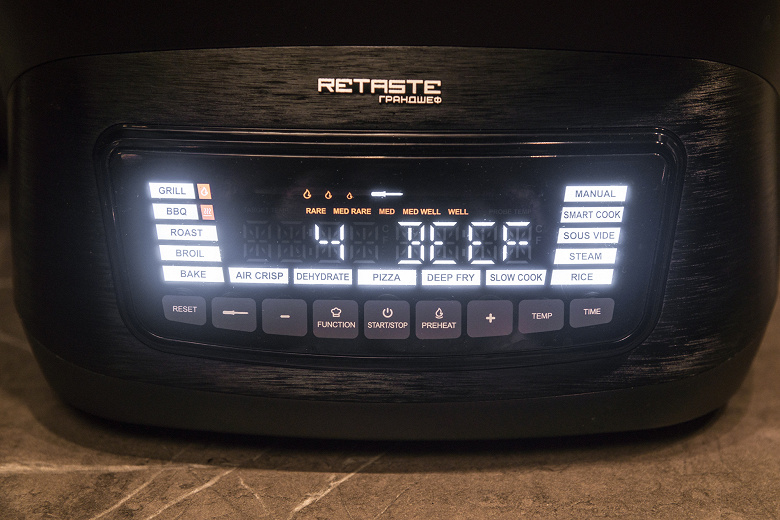 RETASTE
ГРАНДШЕФ
GRILL
BBQ
ROAST
BROIL
BAKE
RARE MED RARE MED MED WELL WELL
4 BEEF
AIR CRISP DEHYDRATE PIZZA DEEP FRY SLOW COOK
MANUAL
SMART COOK
SOUS VIDE
STEAM
RICE
RESET - FUNCTION START/STOP PREHEAT + TEMP TIME